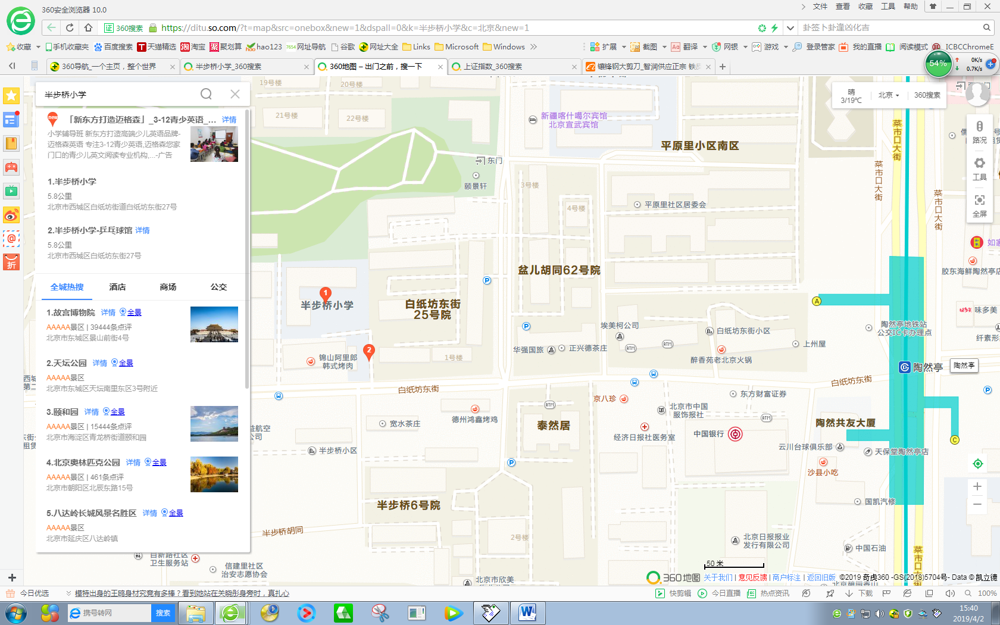 360安全浏览器 10.0
文件 查看 收藏 工具 帮助
证 360搜索 https://ditu.so.com/?t=map&src=onebox&new=1&dspall=0&k=半步桥小学&c=北京&new=1
卦签卜卦逢凶化吉
收藏 手机收藏夹 百度搜索 天猫精选 淘宝 聚划算 hao123 网址导航 谷歌 网址大全 Links Microsoft Windows
扩展 截图 翻译 网银 游戏 登录管家 我的直播 阅读模式 ICBCChromeE
360导航_一个主页，整个世界
半步桥小学_360搜索
360地图 – 出门之前，搜一下
上证指数_360搜索
镶锋钢大剪刀_智润供应正宗 铁皮
54%
0K/s
0.7K/s
半步桥小学
「新东方打造迈格森」_3-12青少英语_... 详情
小学辅导班 新东方打造高端少儿英语品牌-
迈格森英语 专注3-12青少英语,迈格森您家
门口的青少儿英文阅读专业机构,...-广告
1.半步桥小学
5.8公里
北京市西城区白纸坊街道白纸坊东街27号
2.半步桥小学-乒乓球馆 详情
5.8公里
北京市西城区白纸坊东街27号
全城热搜 酒店 商场 公交
1.故宫博物院 详情 全景
AAAAA景区 | 39444条点评
北京市东城区景山前街4号
2.天坛公园 详情 全景
AAAAA景区
北京市东城区天坛南里东区3号附近
3.颐和园 详情 全景
AAAAA景区 | 15444条点评
北京市海淀区青龙桥街道颐和园
4.北京奥林匹克公园 详情 全景
AAAAA景区 | 461条点评
北京市朝阳区北辰东路15号
5.八达岭长城风景名胜区 详情 全景
AAAAA景区
北京市延庆区八达岭镇
19号楼
20号楼
21号楼
22号楼
新疆喀什噶尔宾馆
北京宣武宾馆
平原里小区南区
东门
颐景轩
3号楼
4号楼
平原里社区居委会
盆儿胡同62号院
半步桥小学
白纸坊东街
25号院
1号楼
锦山阿里郎
韩式烤肉
埃美柯公司
华强国旅
正兴德茶庄
白纸坊东街小区
上州屋
醉香苑老北京火锅
陶然亭地铁站
公交IC卡办理点
陶然亭
陶然亭
白纸坊东街
白纸坊东街
菜市口大街
菜市口大街
菜市口大街
菜市口大街
晴
3/19℃
北京
360搜索
路况
工具
全屏
如家
胶东海鲜陶然亭店
味多美
纤素形
东方财富证券
京八珍
北京市中国
服饰报社
德州鸿鑫烤鸡
宽水茶庄
泰然居
经济日报社医务室
中国银行
陶然共友大厦
云川台球俱乐部
天保堂陶然亭店
沙县小吃
国凯汽修
半步桥小区
半步桥6号院
半步桥胡同
2号楼
北京日报报业
发行有限公司
中国石油
自新路社区
卫生服务站
信建里社区
治安志愿协会
北京市欣美
50 米
360地图 关于我们 | 意见反馈 | 商户标注 | 返回旧版 ©2019 奇虎360 -GS(2018)5704号- Data © 凯立德
今日优选 模特出身的王鸥身材究竟有多棒？看到她站在关晓彤身旁时，真扎心
快剪辑 今日直播 热点资讯 下载 100%
携号转网 搜索
15:40
2019/4/2